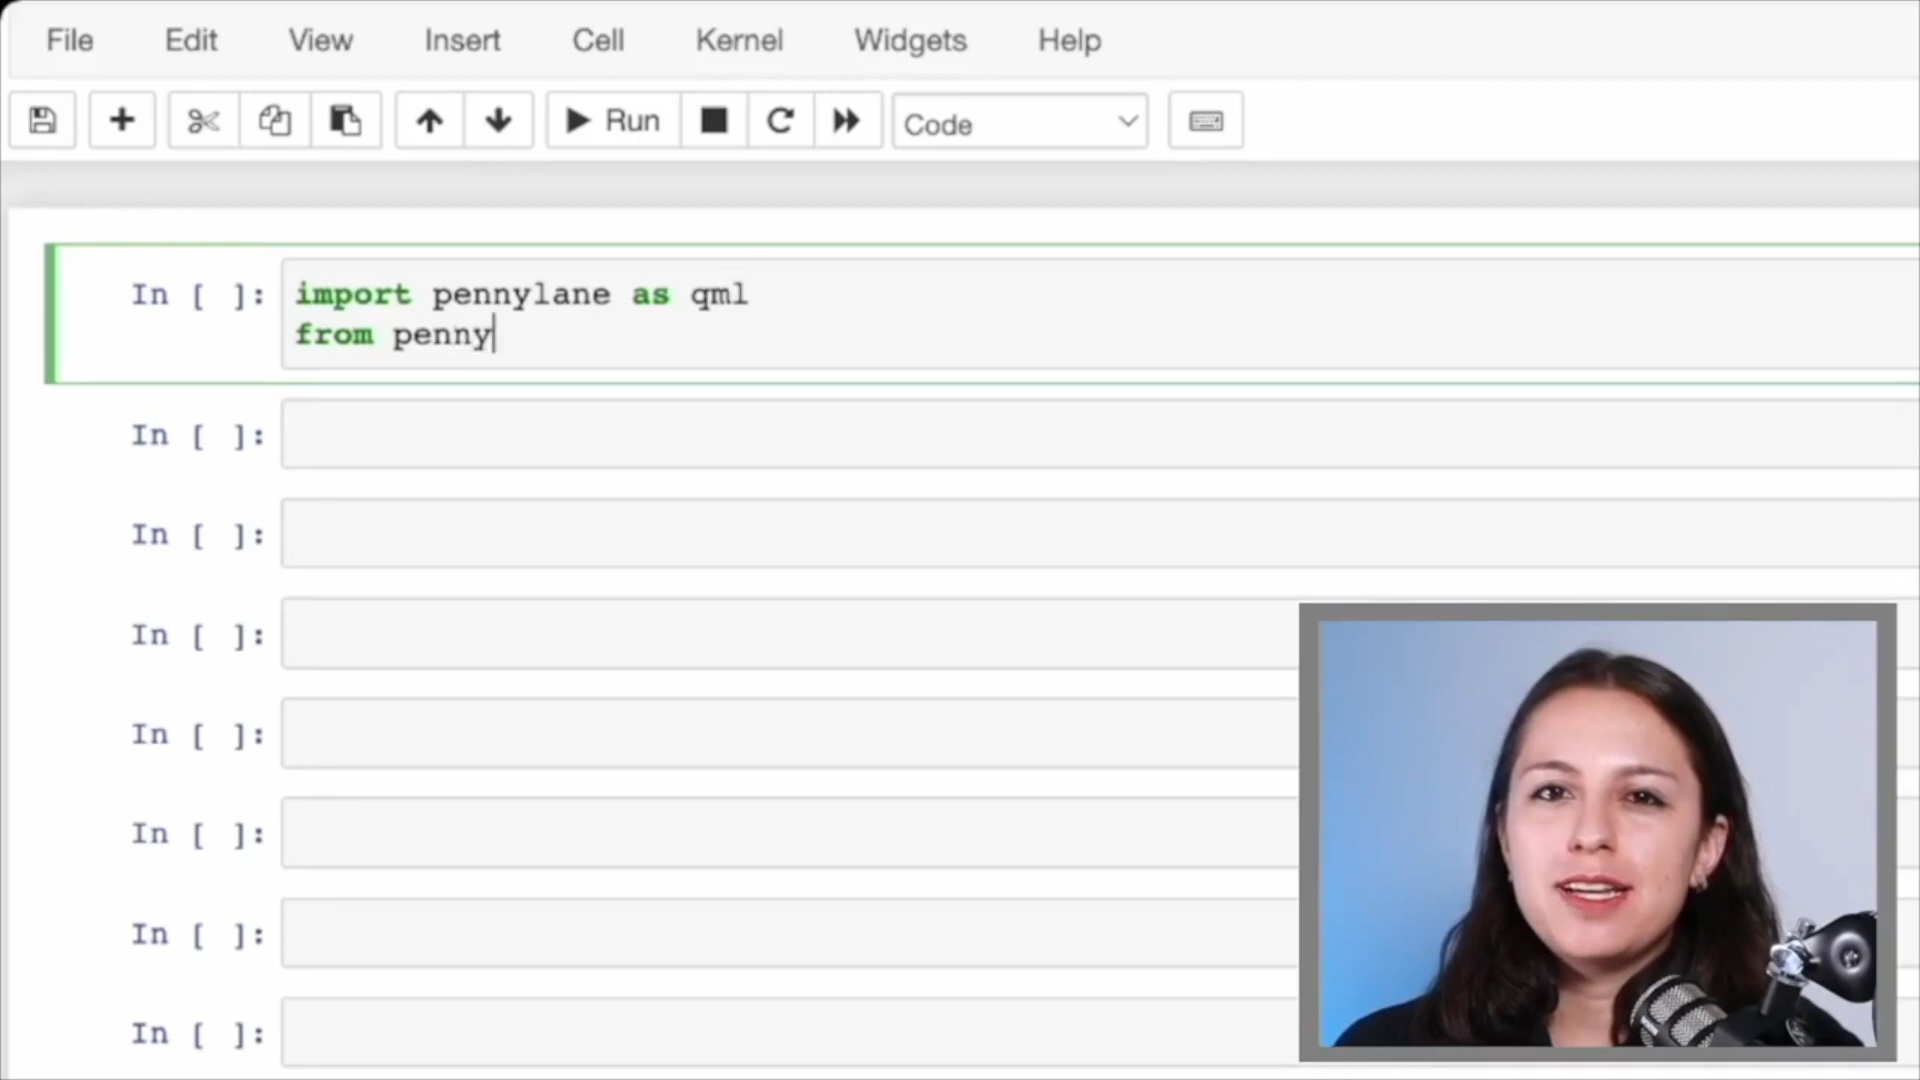 File Edit View Insert Cell Kernel Widgets Help
Run Code
In [ ]: import pennylane as qml
from penny
In [ ]:
In [ ]:
In [ ]:
In [ ]:
In [ ]:
In [ ]:
In [ ]: